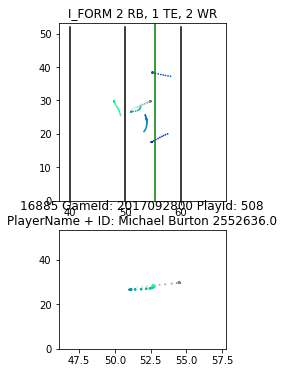 I_FORM 2 RB, 1 TE, 2 WR
50
40
30
20
10
0
40 50 60
16885 GameId: 2017092800 PlayId: 508
PlayerName + ID: Michael Burton 2552636.0
40
20
0
47.5 50.0 52.5 55.0 57.5